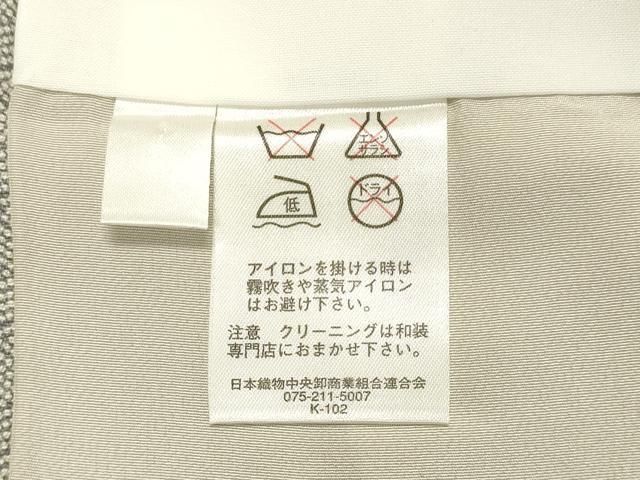 エンソ
サラシ
低
ドライ
アイロンを掛ける時は
霧吹きや蒸気アイロン
はお避け下さい。
注意 クリーニングは和装
専門店におまかせ下さい。
日本織物中央卸商業組合連合会
075-211-5007
K-102